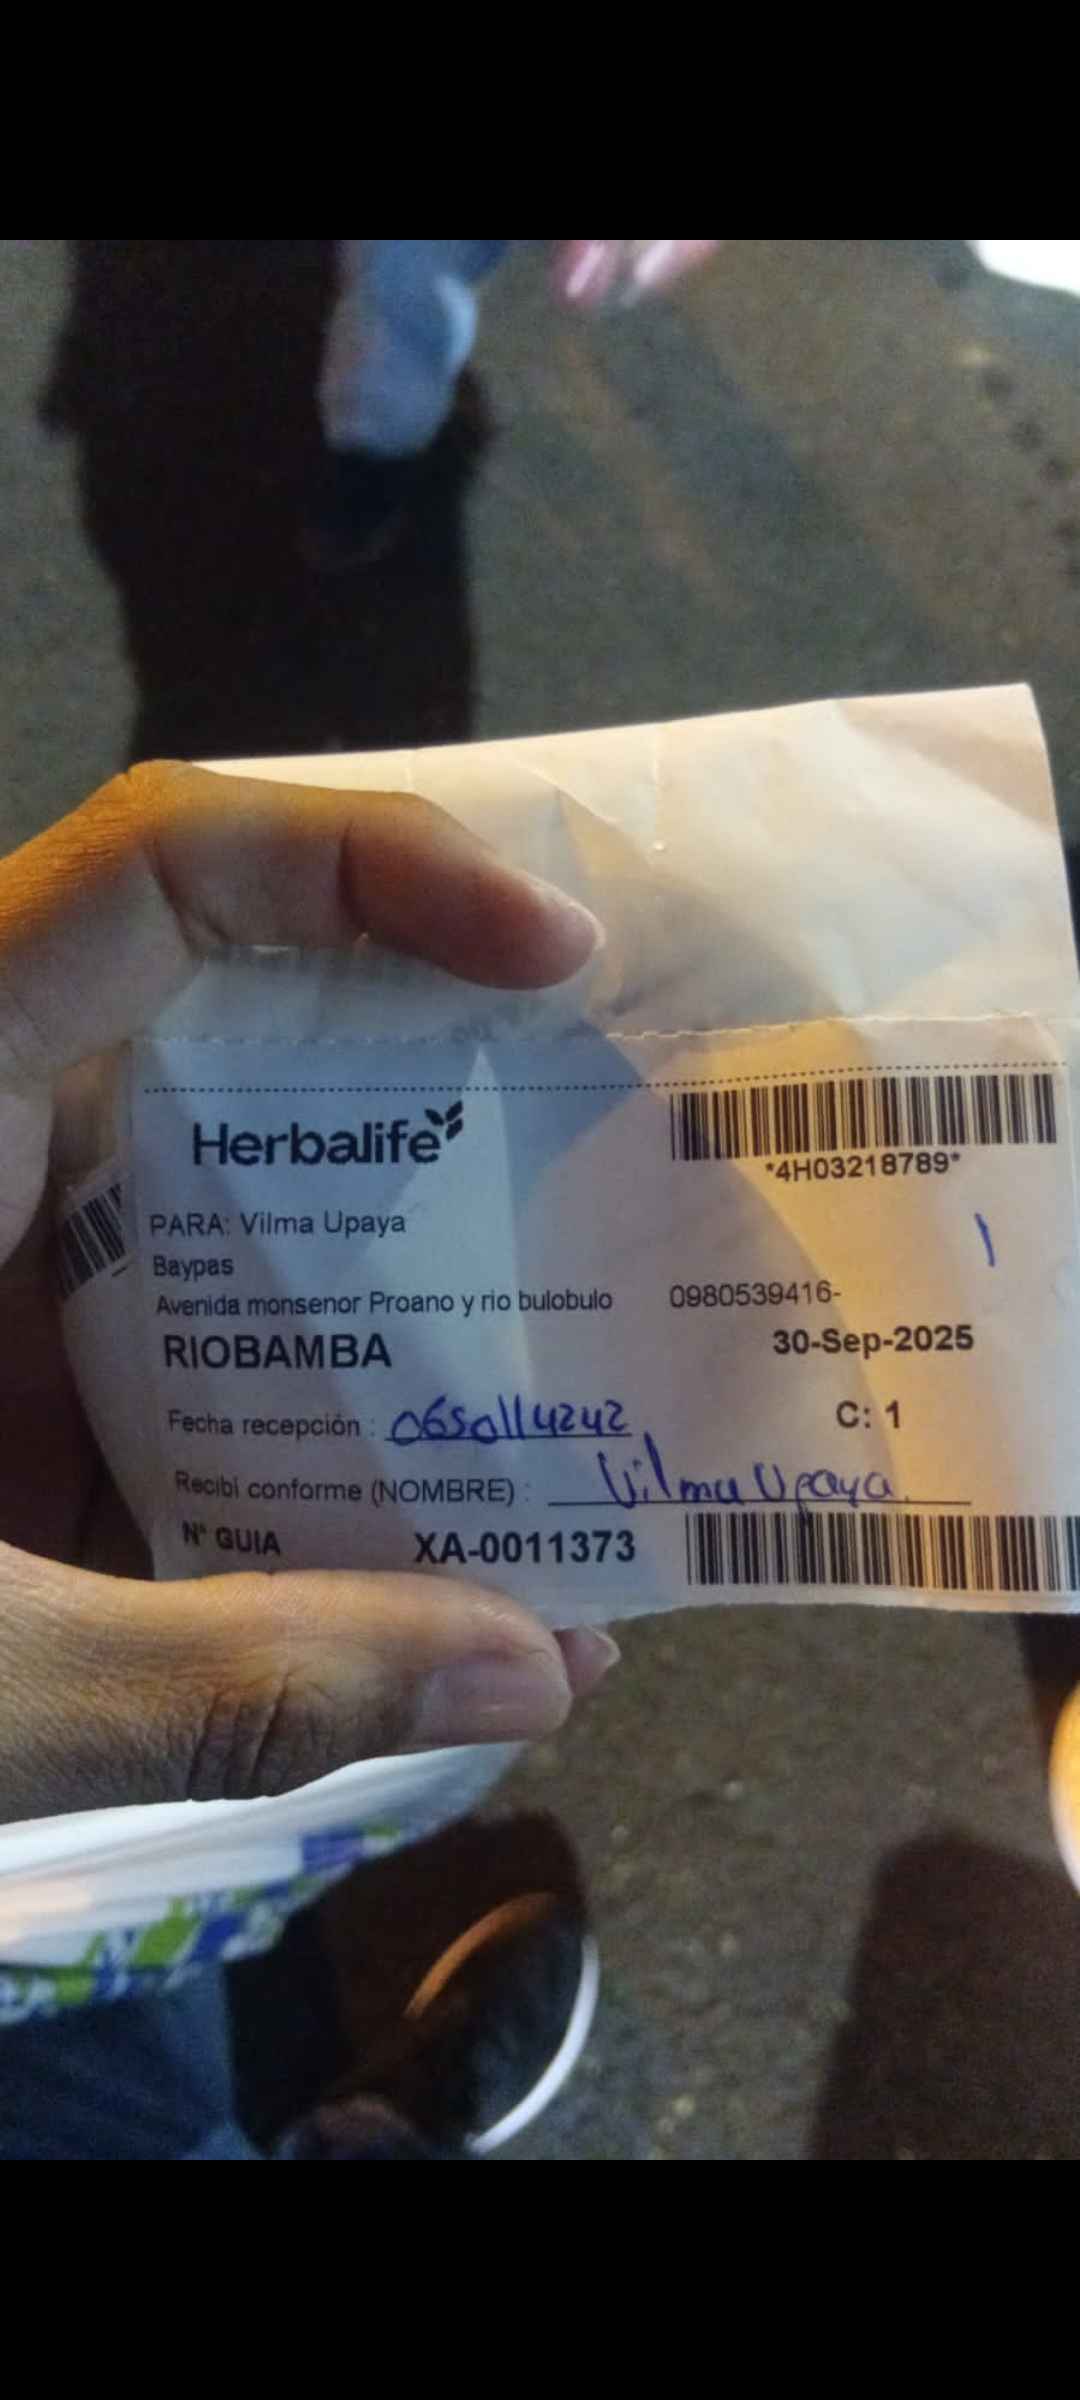 Herbalife
*4H03218789*
PARA: Vilma Upaya
Baypas
Avenida monsenor Proano y rio bulobulo 0980539416-
RIOBAMBA 30-Sep-2025
Fecha recepción : 0650114242 C: 1
Recibi conforme (NOMBRE) : Vilma Upaya
N° GUIA XA-0011373